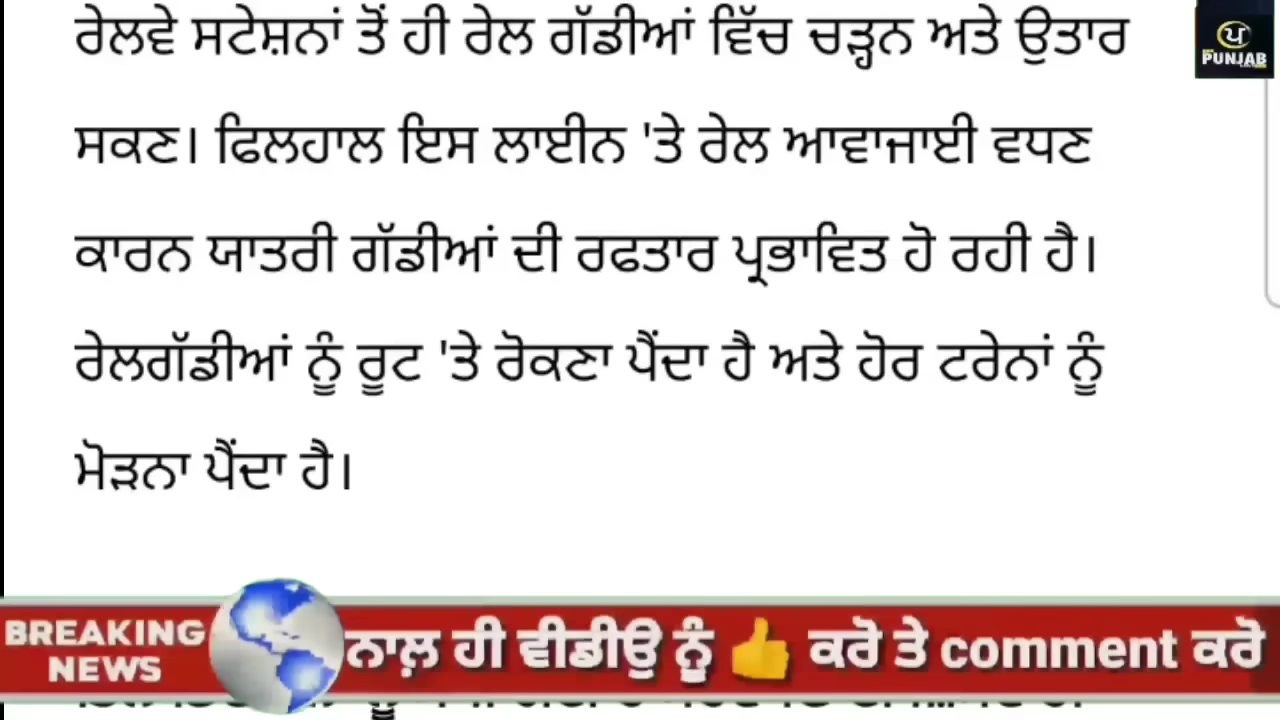 ਰੇਲਵੇ ਸਟੇਸ਼ਨਾਂ ਤੋਂ ਹੀ ਰੇਲ ਗੱਡੀਆਂ ਵਿੱਚ ਚੜ੍ਹਨ ਅਤੇ ਉਤਾਰ
ਪ
PUNJAB
ਸਕਣ। ਫਿਲਹਾਲ ਇਸ ਲਾਈਨ 'ਤੇ ਰੇਲ ਆਵਾਜਾਈ ਵਧਣ
ਕਾਰਨ ਯਾਤਰੀ ਗੱਡੀਆਂ ਦੀ ਰਫਤਾਰ ਪ੍ਰਭਾਵਿਤ ਹੋ ਰਹੀ ਹੈ।
ਰੇਲਗੱਡੀਆਂ ਨੂੰ ਰੂਟ 'ਤੇ ਰੋਕਣਾ ਪੈਂਦਾ ਹੈ ਅਤੇ ਹੋਰ ਟਰੇਨਾਂ ਨੂੰ
ਮੋੜਨਾ ਪੈਂਦਾ ਹੈ।
BREAKING
NEWS
ਨਾਲ਼ ਹੀ ਵੀਡੀਉ ਨੂੰ 👍 ਕਰੋ ਤੇ comment ਕਰੋ